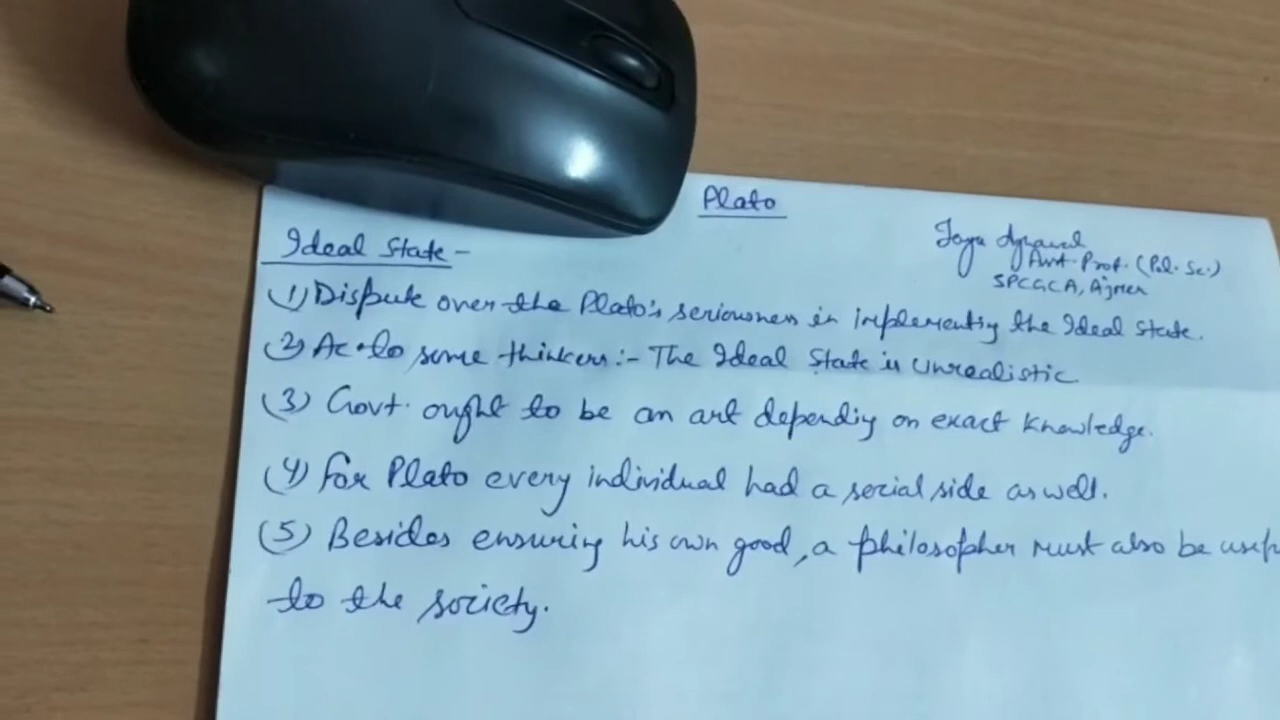 Plato
Jaya Agrawal
Asst. Prof. (Pol. Sc.)
SPCGCA, Ajmer
Ideal State -
(1) Dispute over the Plato's seriousness in implementing the Ideal State.
(2) Ac. to some thinkers:- The Ideal State is Unrealistic
(3) Govt. ought to be an art depending on exact knowledge.
(4) For Plato every individual had a social side as well.
(5) Besides ensuring his own good, a philosopher must also be usef
to the society.